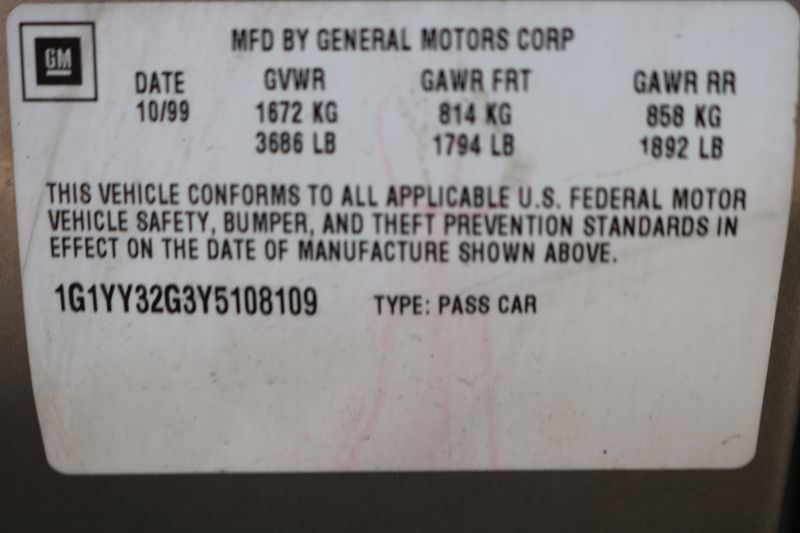 GM
MFD BY GENERAL MOTORS CORP
DATE GVWR GAWR FRT GAWR RR
10/99 1672 KG 814 KG 858 KG
3686 LB 1794 LB 1892 LB
THIS VEHICLE CONFORMS TO ALL APPLICABLE U.S. FEDERAL MOTOR
VEHICLE SAFETY, BUMPER, AND THEFT PREVENTION STANDARDS IN
EFFECT ON THE DATE OF MANUFACTURE SHOWN ABOVE.
1G1YY32G3Y5108109 TYPE: PASS CAR